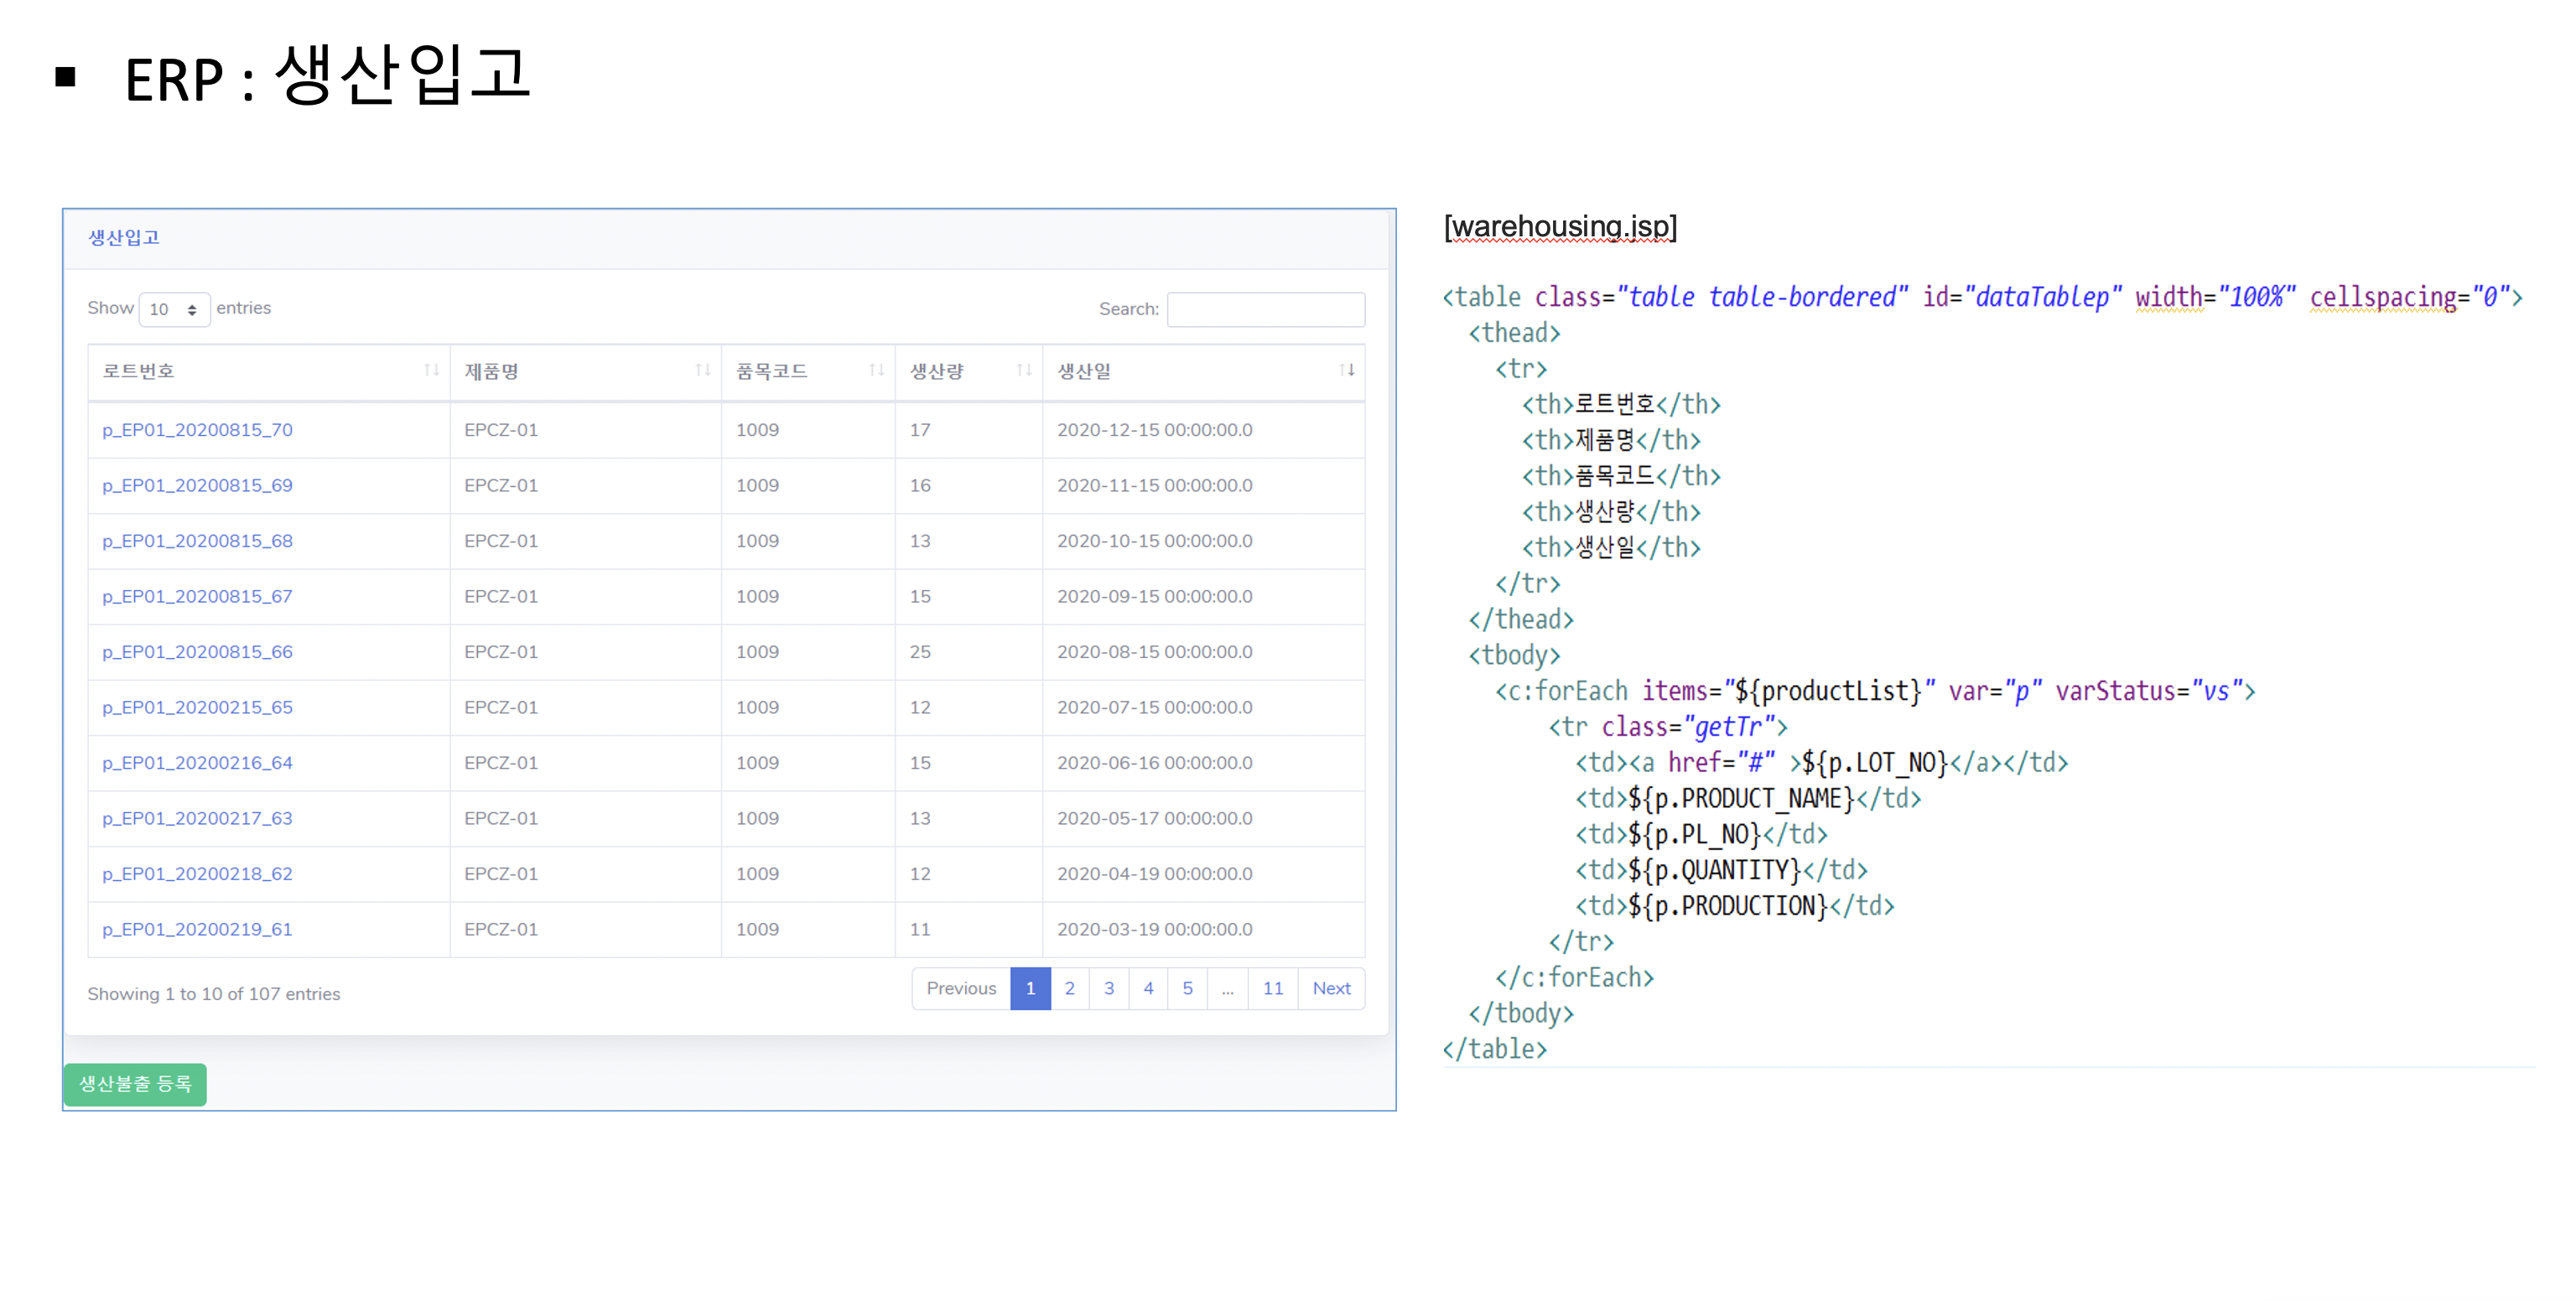 ▪ ERP : 생산입고
생산입고
Show 10 entries Search:
로트번호 제품명 품목코드 생산량 생산일
p_EP01_20200815_70 EPCZ-01 1009 17 2020-12-15 00:00:00.0
p_EP01_20200815_69 EPCZ-01 1009 16 2020-11-15 00:00:00.0
p_EP01_20200815_68 EPCZ-01 1009 13 2020-10-15 00:00:00.0
p_EP01_20200815_67 EPCZ-01 1009 15 2020-09-15 00:00:00.0
p_EP01_20200815_66 EPCZ-01 1009 25 2020-08-15 00:00:00.0
p_EP01_20200215_65 EPCZ-01 1009 12 2020-07-15 00:00:00.0
p_EP01_20200216_64 EPCZ-01 1009 15 2020-06-16 00:00:00.0
p_EP01_20200217_63 EPCZ-01 1009 13 2020-05-17 00:00:00.0
p_EP01_20200218_62 EPCZ-01 1009 12 2020-04-19 00:00:00.0
p_EP01_20200219_61 EPCZ-01 1009 11 2020-03-19 00:00:00.0
Showing 1 to 10 of 107 entries Previous 1 2 3 4 5 ... 11 Next
생산불출 등록
[warehousing.jsp]
<table class="table table-bordered" id="dataTablep" width="100%" cellspacing="0">
<thead>
<tr>
<th>로트번호</th>
<th>제품명</th>
<th>품목코드</th>
<th>생산량</th>
<th>생산일</th>
</tr>
</thead>
<tbody>
<c:forEach items="${productList}" var="p" varStatus="vs">
<tr class="getTr">
<td><a href="#" >${p.LOT_NO}</a></td>
<td>${p.PRODUCT_NAME}</td>
<td>${p.PL_NO}</td>
<td>${p.QUANTITY}</td>
<td>${p.PRODUCTION}</td>
</tr>
</c:forEach>
</tbody>
</table>